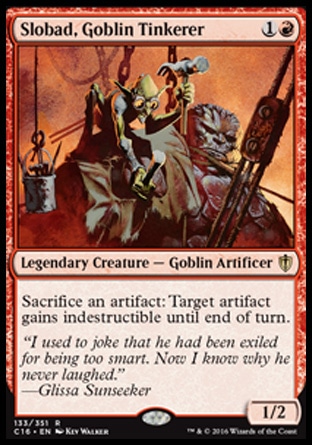 Slobad, Goblin Tinkerer 1
Legendary Creature — Goblin Artificer
Sacrifice an artifact: Target artifact
gains indestructible until end of turn.
"I used to joke that he had been exiled
for being too smart. Now I know why he
never laughed."
—Glissa Sunseeker
1/2
133/351 R
C16 • EN Kev Walker
™ & © 2016 Wizards of the Coast